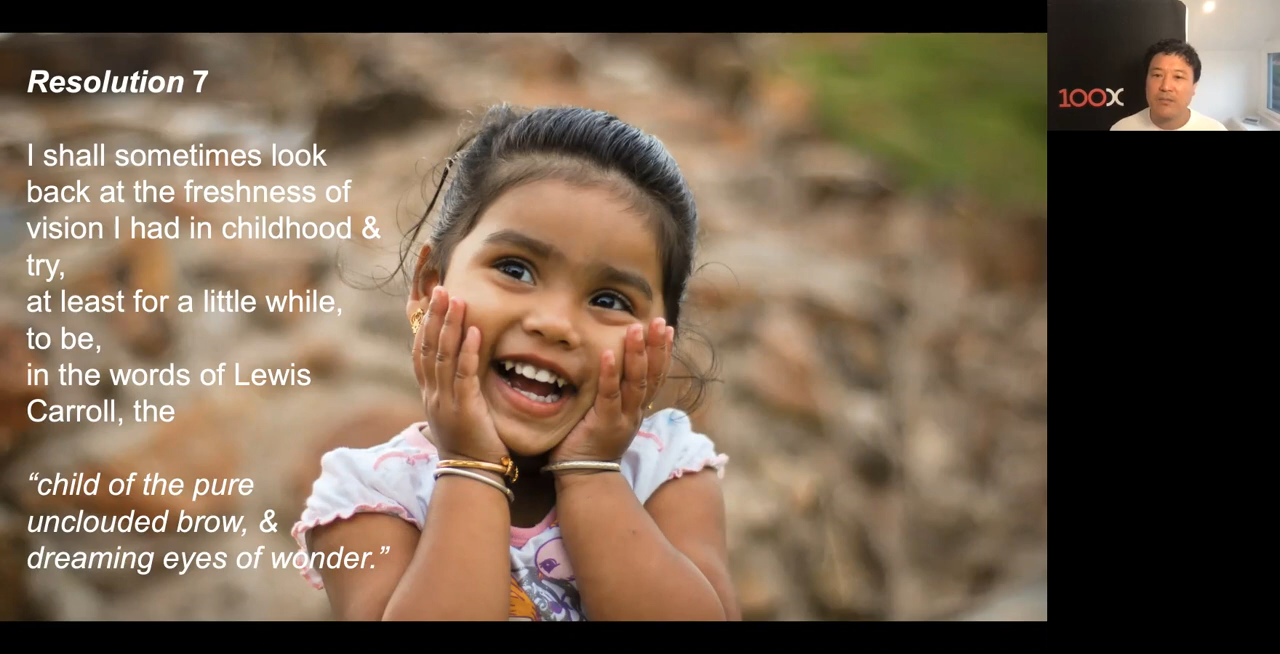 Resolution 7
I shall sometimes look
back at the freshness of
vision I had in childhood &
try,
at least for a little while,
to be,
in the words of Lewis
Carroll, the
“child of the pure
unclouded brow, &
dreaming eyes of wonder.”
100X